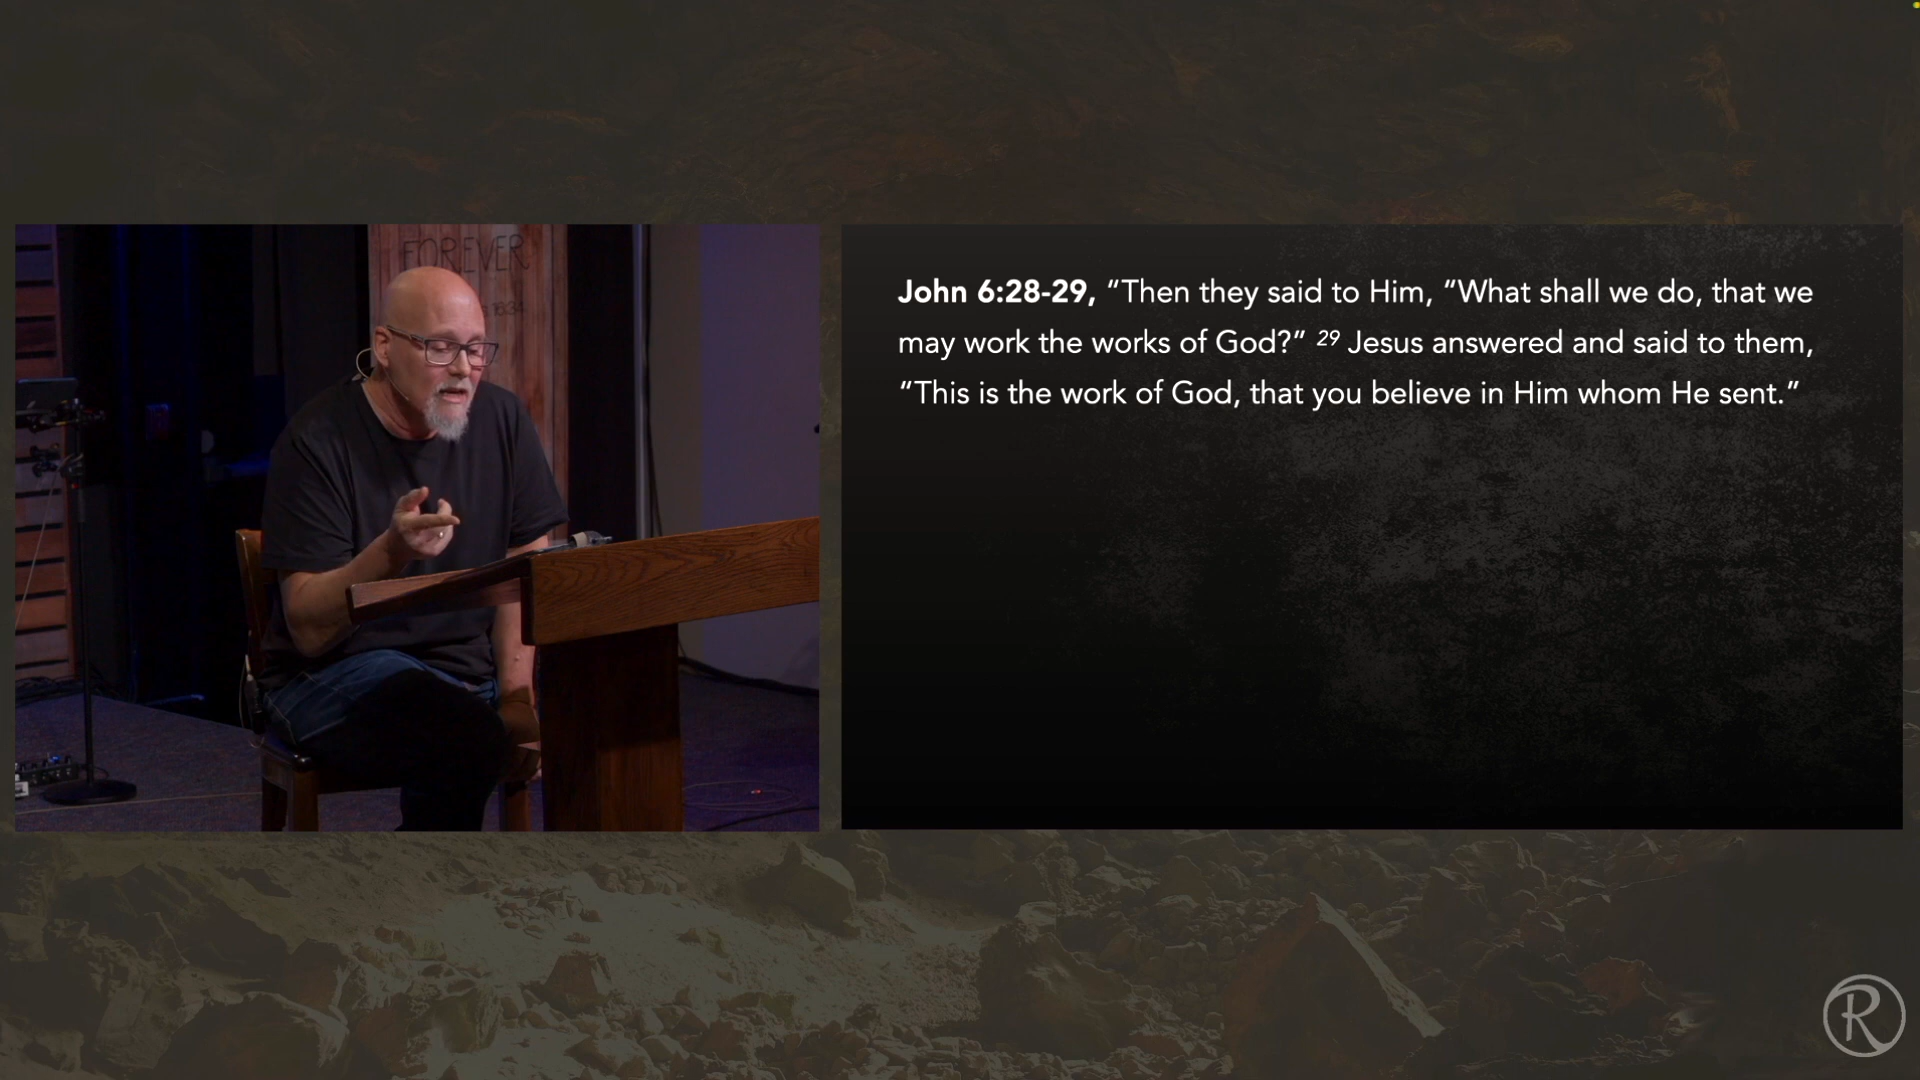 FOREVER
John 6:28-29, “Then they said to Him, “What shall we do, that we
may work the works of God?” 29 Jesus answered and said to them,
“This is the work of God, that you believe in Him whom He sent.”
R